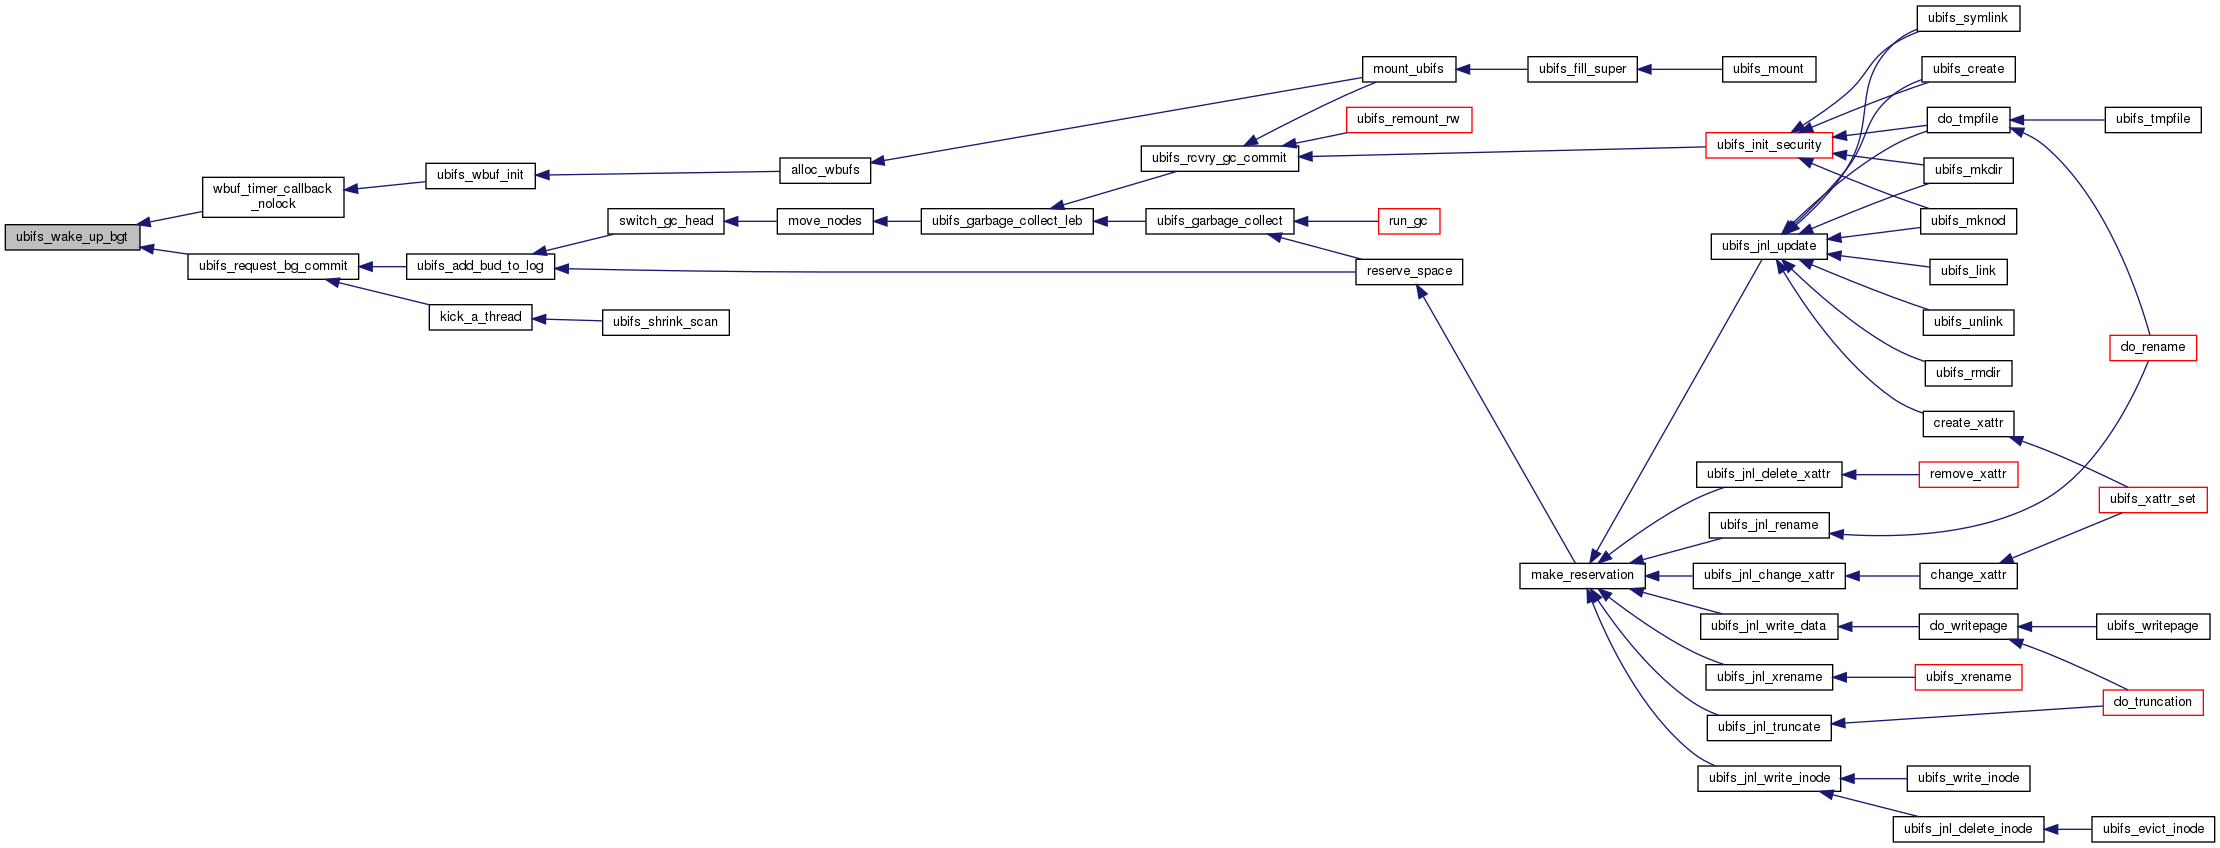 ubifs_symlink
mount_ubifs
ubifs_fill_super
ubifs_mount
ubifs_create
ubifs_remount_rw
do_tmpfile
ubifs_tmpfile
ubifs_init_security
ubifs_rcvry_gc_commit
alloc_wbufs
ubifs_wbuf_init
ubifs_mkdir
wbuf_timer_callback
_nolock
switch_gc_head
move_nodes
ubifs_garbage_collect_leb
ubifs_garbage_collect
run_gc
ubifs_mknod
ubifs_wake_up_bgt
ubifs_jnl_update
ubifs_request_bg_commit
ubifs_add_bud_to_log
reserve_space
ubifs_link
kick_a_thread
ubifs_shrink_scan
ubifs_unlink
do_rename
ubifs_rmdir
create_xattr
ubifs_jnl_delete_xattr
remove_xattr
ubifs_xattr_set
ubifs_jnl_rename
make_reservation
ubifs_jnl_change_xattr
change_xattr
ubifs_jnl_write_data
do_writepage
ubifs_writepage
ubifs_jnl_xrename
ubifs_xrename
do_truncation
ubifs_jnl_truncate
ubifs_jnl_write_inode
ubifs_write_inode
ubifs_jnl_delete_inode
ubifs_evict_inode